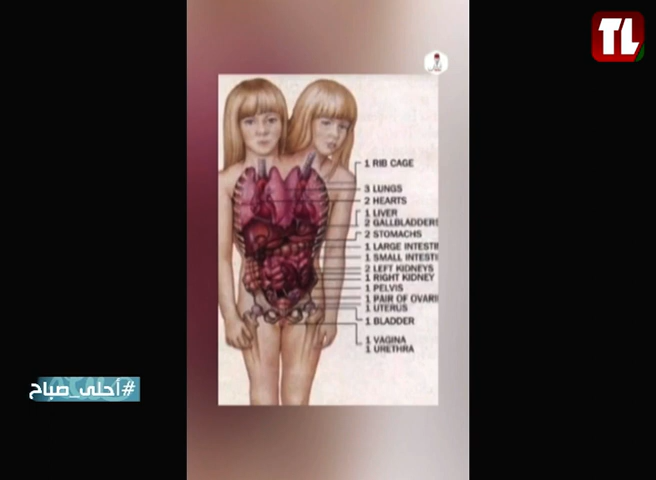 TL
1 RIB CAGE
3 LUNGS
2 HEARTS
1 LIVER
2 GALLBLADDERS
2 STOMACHS
1 LARGE INTESTI
1 SMALL INTESTI
2 LEFT KIDNEYS
1 RIGHT KIDNEY
1 PELVIS
1 PAIR OF OVARI
1 UTERUS
1 BLADDER
1 VAGINA
1 URETHRA
#أحلى_صباح